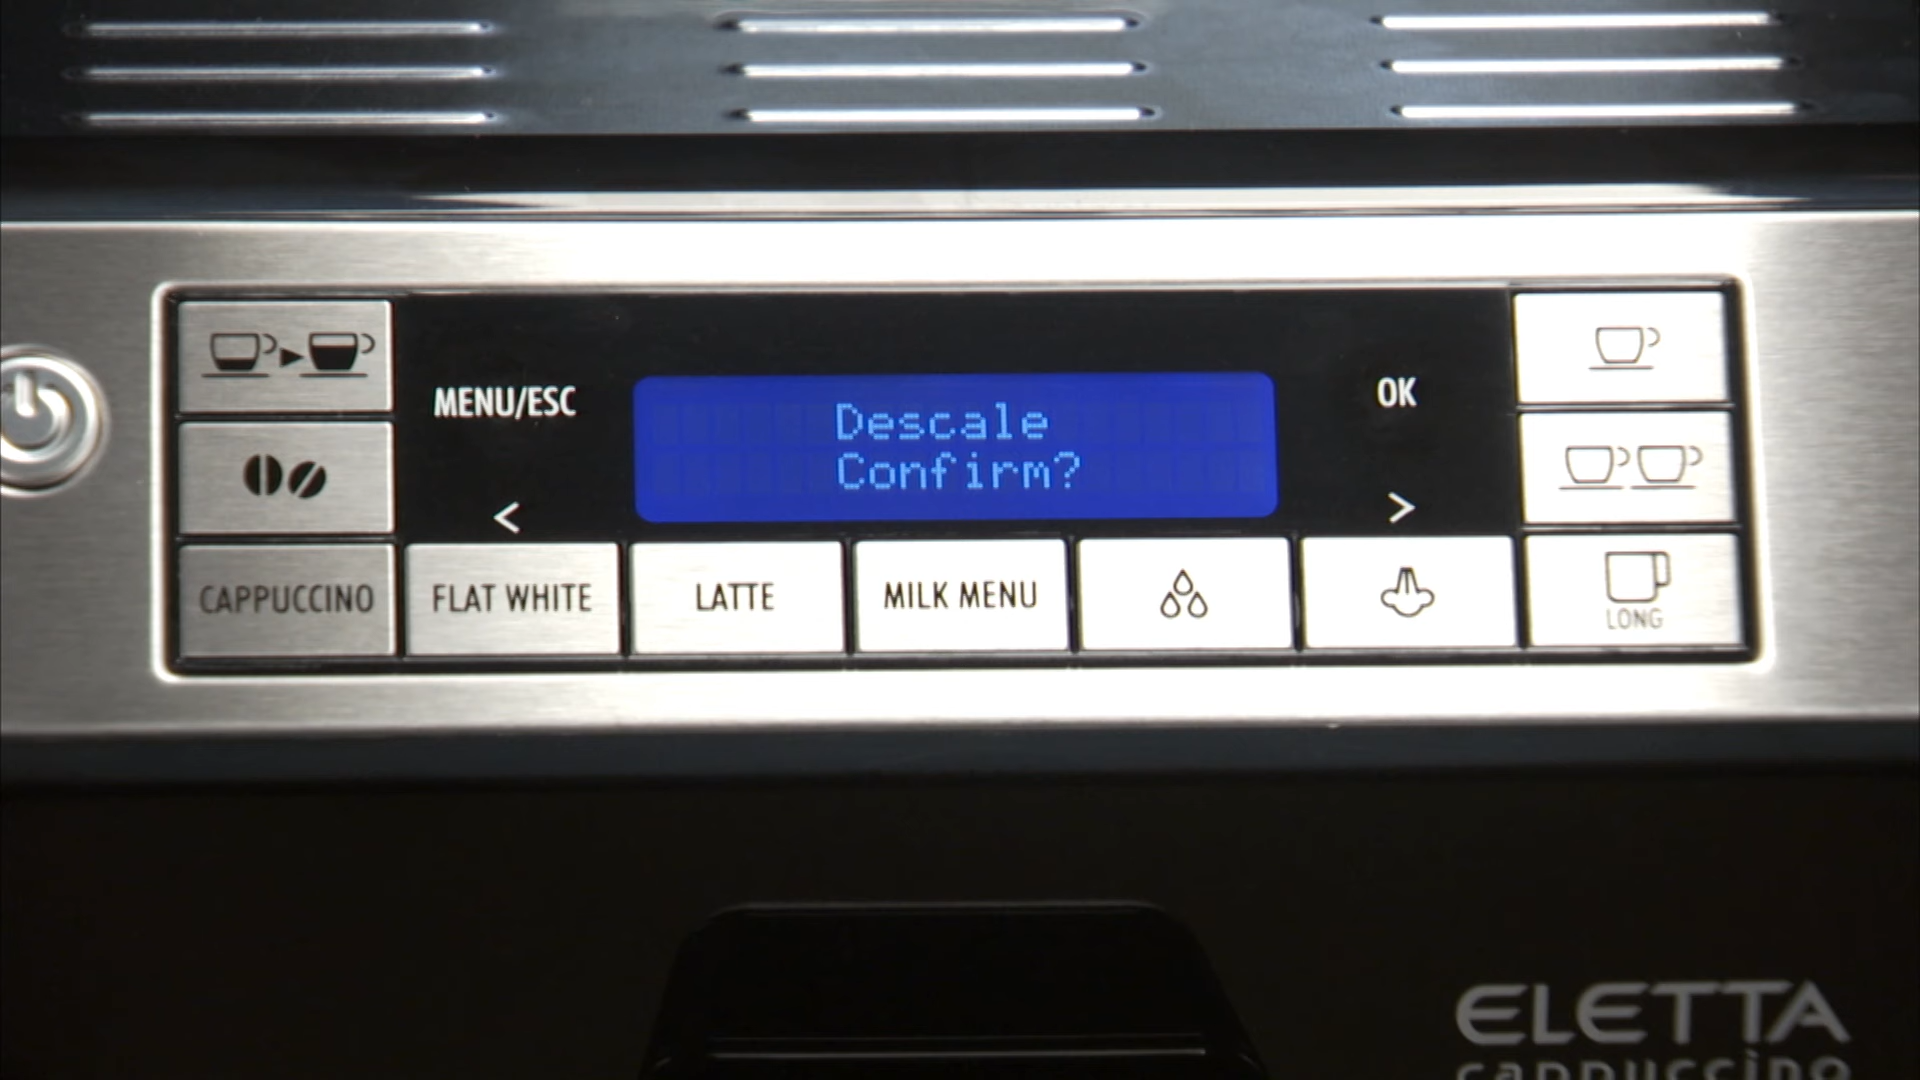 MENU/ESC
Descale
Confirm?
OK
<
>
CAPPUCCINO
FLAT WHITE
LATTE
MILK MENU
LONG
ELETTA
cappuccino